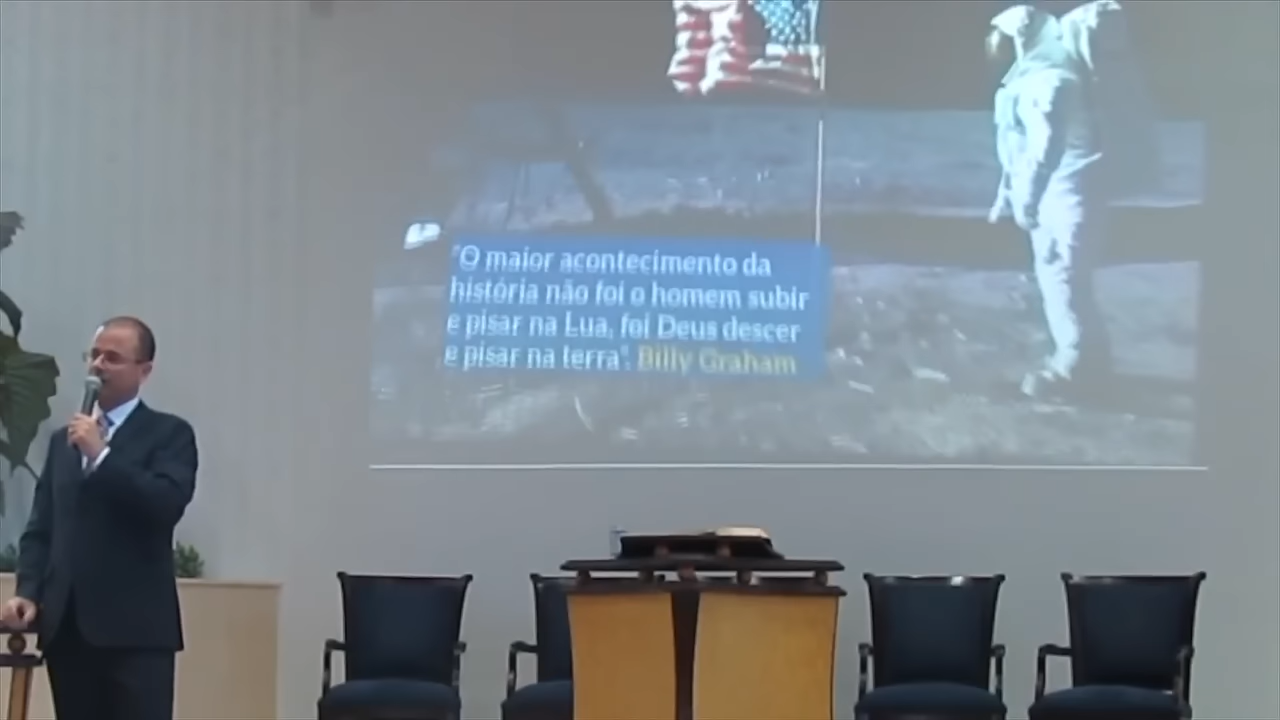 "O maior acontecimento da
história não foi o homem subir
e pisar na Lua, foi Deus descer
e pisar na terra". Billy Graham